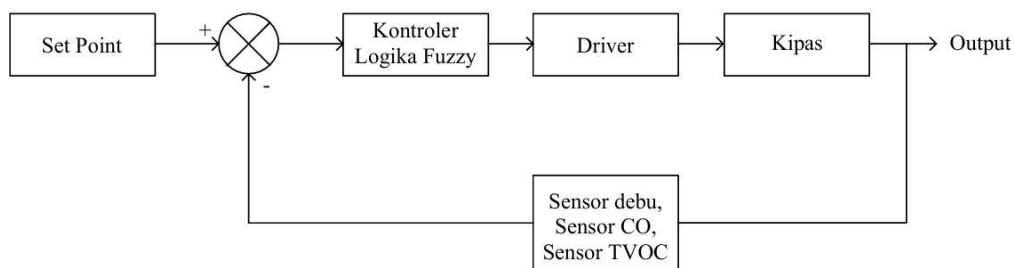 Set Point
+
-
Kontroler
Logika Fuzzy
Driver
Kipas
Output
Sensor debu,
Sensor CO,
Sensor TVOC